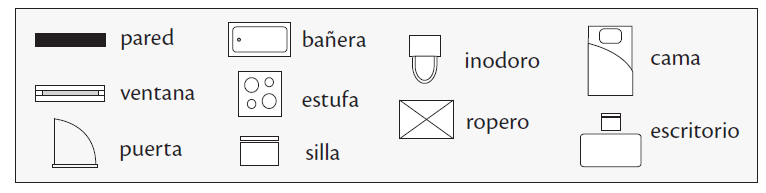 pared
ventana
puerta
bañera
estufa
silla
inodoro
ropero
cama
escritorio